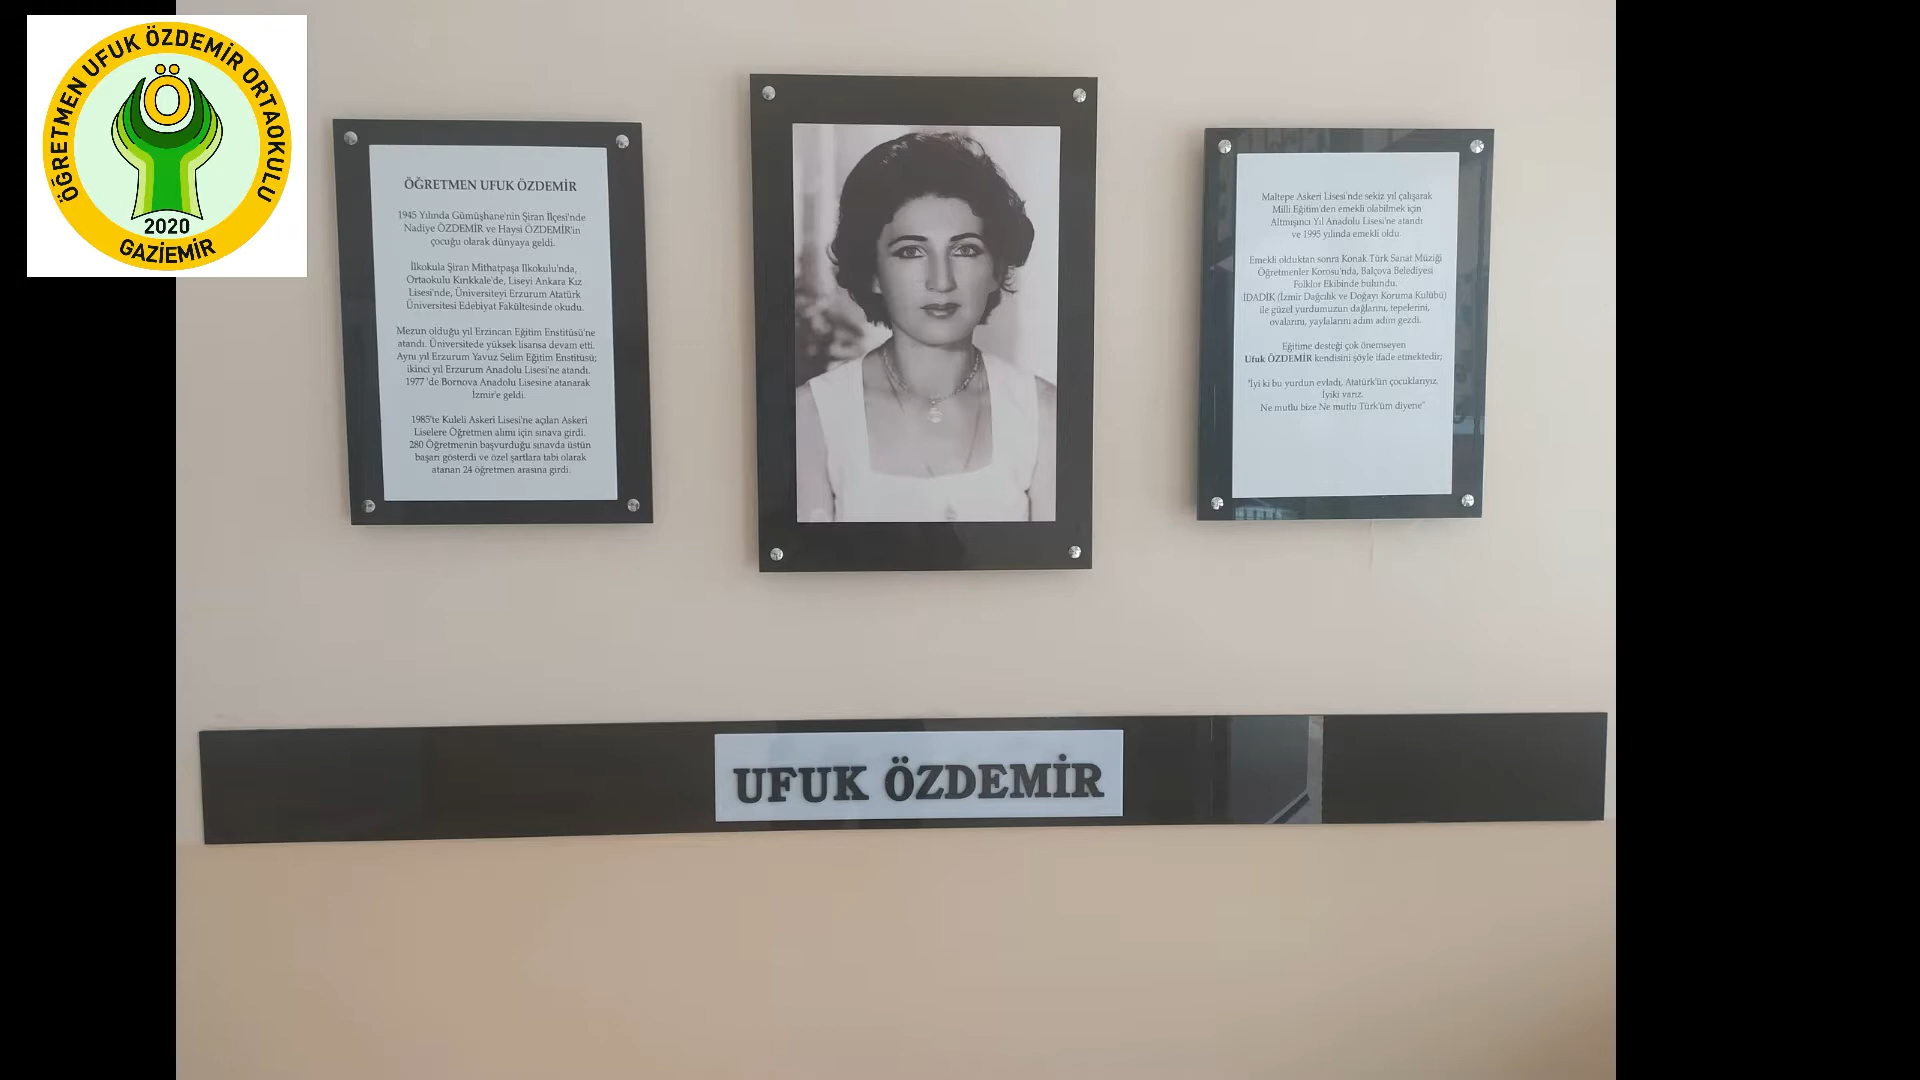 ÖĞRETMEN UFUK ÖZDEMİR ORTAOKULU
Ö
2020
GAZİEMİR
ÖĞRETMEN UFUK ÖZDEMİR
1945 Yılında Gümüşhane'nin Şiran İlçesi'nde
Nadiye ÖZDEMİR ve Haysi ÖZDEMİR'in
çocuğu olarak dünyaya geldi.
İlkokula Şiran Mithatpaşa İlkokulu'nda,
Ortaokulu Kırıkkale'de, Liseyi Ankara Kız
Lisesi'nde, Üniversiteyi Erzurum Atatürk
Üniversitesi Edebiyat Fakültesinde okudu.
Mezun olduğu yıl Erzincan Eğitim Enstitüsü'ne
atandı. Üniversitede yüksek lisansa devam etti.
Aynı yıl Erzurum Yavuz Selim Eğitim Enstitüsü;
ikinci yıl Erzurum Anadolu Lisesi'ne atandı.
1977 'de Bornova Anadolu Lisesine atanarak
İzmir'e geldi.
1985'te Kuleli Askeri Lisesi'ne açılan Askeri
Liselere Öğretmen alımı için sınava girdi.
280 Öğretmenin başvurduğu sınavda üstün
başarı gösterdi ve özel şartlara tabi olarak
atanan 24 öğretmen arasına girdi.
Maltepe Askeri Lisesi'nde sekiz yıl çalışarak
Milli Eğitim'den emekli olabilmek için
Altmışıncı Yıl Anadolu Lisesi'ne atandı
ve 1995 yılında emekli oldu.
Emekli olduktan sonra Konak Türk Sanat Müziği
Öğretmenler Korosu'nda, Balçova Belediyesi
Folklor Ekibinde bulundu.
İDADİK (İzmir Dağcılık ve Doğayı Koruma Kulübü)
ile güzel yurdumuzun dağlarını, tepelerini,
ovalarını, yaylalarını adım adım gezdi.
Eğitime desteği çok önemseyen
Ufuk ÖZDEMİR kendisini şöyle ifade etmektedir;
"İyi ki bu yurdun evladı, Atatürk'ün çocuklarıyız.
İyiki varız.
Ne mutlu bize Ne mutlu Türk'üm diyene"
UFUK ÖZDEMİR